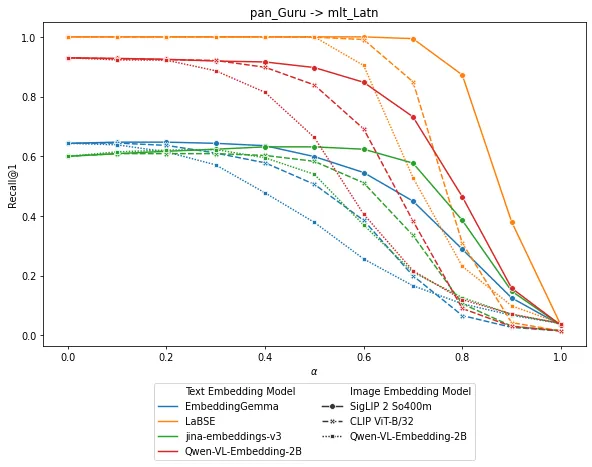 pan_Guru -> mlt_Latn
Recall@1
1.0
0.8
0.6
0.4
0.2
0.0
0.0 0.2 0.4 0.6 0.8 1.0
α
Text Embedding Model
EmbeddingGemma
LaBSE
jina-embeddings-v3
Qwen-VL-Embedding-2B
Image Embedding Model
SigLIP 2 So400m
CLIP ViT-B/32
Qwen-VL-Embedding-2B